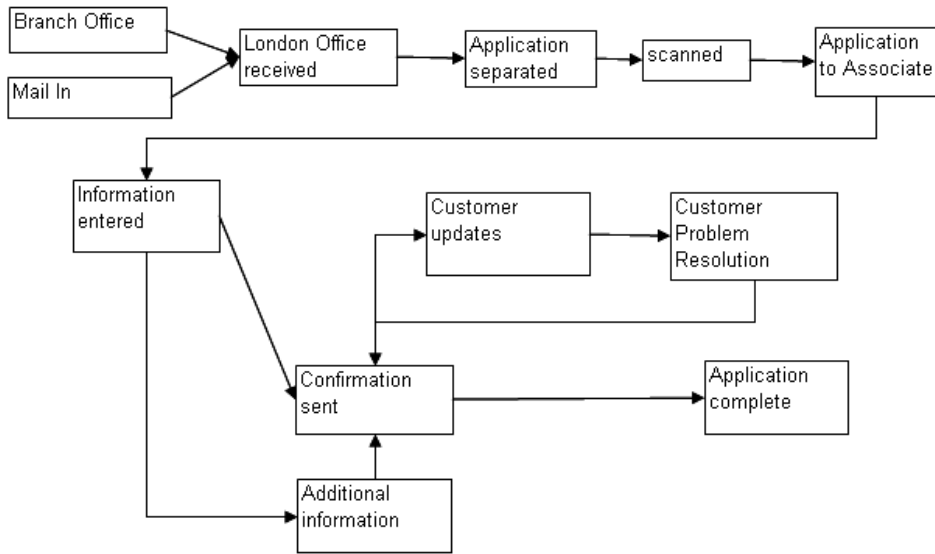 Branch Office
Mail In
London Office
received
Application
separated
scanned
Application
to Associate
Information
entered
Customer
updates
Customer
Problem
Resolution
Confirmation
sent
Application
complete
Additional
information